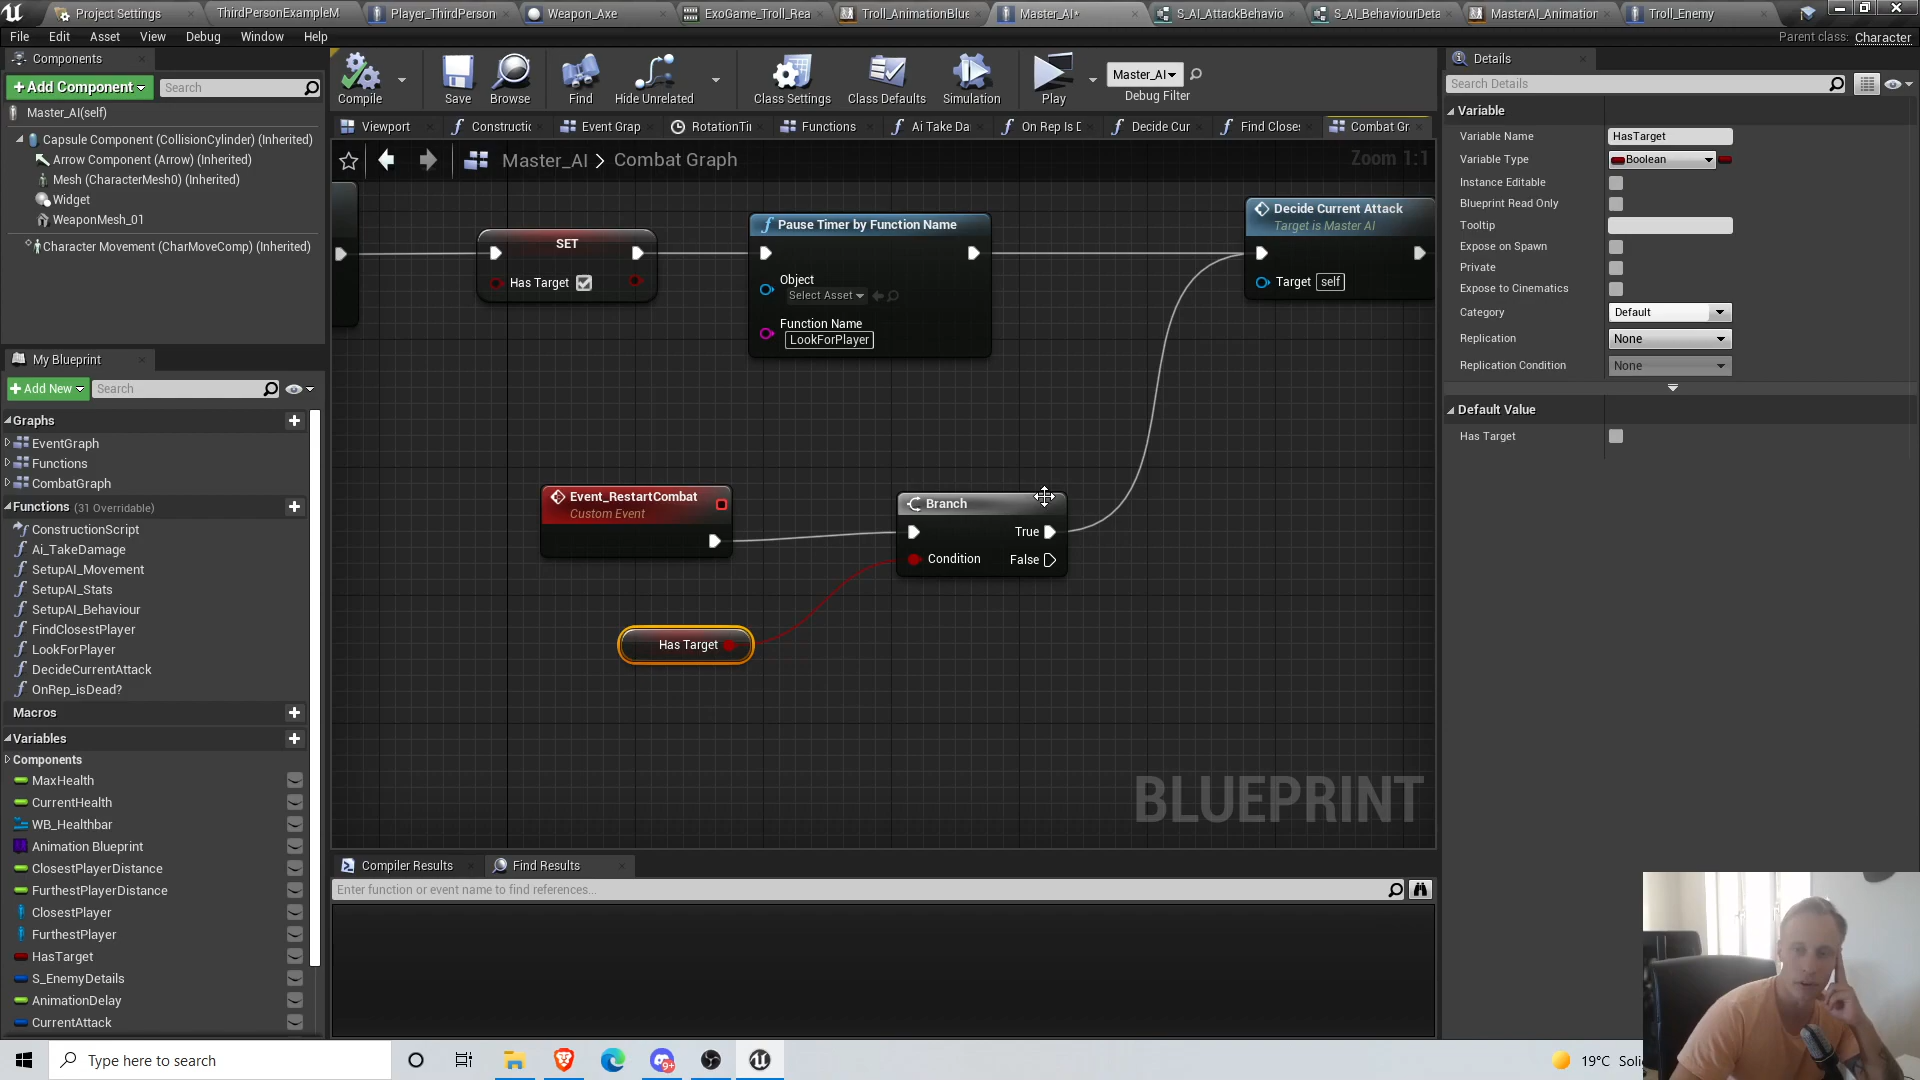 Project Settings
ThirdPersonExampleM
Player_ThirdPerson
Weapon_Axe
ExoGame_Troll_Rea
Troll_AnimationBlue
Master_AI*
S_AI_AttackBehavio
S_AI_BehaviourDeta
MasterAI_Animation
Troll_Enemy
File Edit Asset View Debug Window Help
Parent class: Character
Components
+Add Component
Search
Master_AI(self)
Capsule Component (CollisionCylinder) (Inherited)
Arrow Component (Arrow) (Inherited)
Mesh (CharacterMesh0) (Inherited)
Widget
WeaponMesh_01
Character Movement (CharMoveComp) (Inherited)
My Blueprint
+Add New
Search
Graphs
EventGraph
Functions
CombatGraph
Functions (31 Overridable)
ConstructionScript
Ai_TakeDamage
SetupAI_Movement
SetupAI_Stats
SetupAI_Behaviour
FindClosestPlayer
LookForPlayer
DecideCurrentAttack
OnRep_isDead?
Macros
Variables
Components
MaxHealth
CurrentHealth
WB_Healthbar
Animation Blueprint
ClosestPlayerDistance
FurthestPlayerDistance
ClosestPlayer
FurthestPlayer
HasTarget
S_EnemyDetails
AnimationDelay
CurrentAttack
Compile
Save
Browse
Find
Hide Unrelated
Class Settings
Class Defaults
Simulation
Play
Master_AI
Debug Filter
Viewport
Constructic
Event Grap
RotationTi
Functions
Ai Take Da
On Rep Is D
Decide Cur
Find Close
Combat Gr
Master_AI > Combat Graph
Zoom 1:1
SET
Has Target
Pause Timer by Function Name
Object
Select Asset
Function Name
LookForPlayer
Decide Current Attack
Target is Master AI
Target self
Event_RestartCombat
Custom Event
Branch
True
Condition
False
Has Target
BLUEPRINT
Compiler Results
Find Results
Enter function or event name to find references...
Details
Search Details
Variable
Variable Name HasTarget
Variable Type Boolean
Instance Editable
Blueprint Read Only
Tooltip
Expose on Spawn
Private
Expose to Cinematics
Category Default
Replication None
Replication Condition None
Default Value
Has Target
Type here to search
9+
19°C